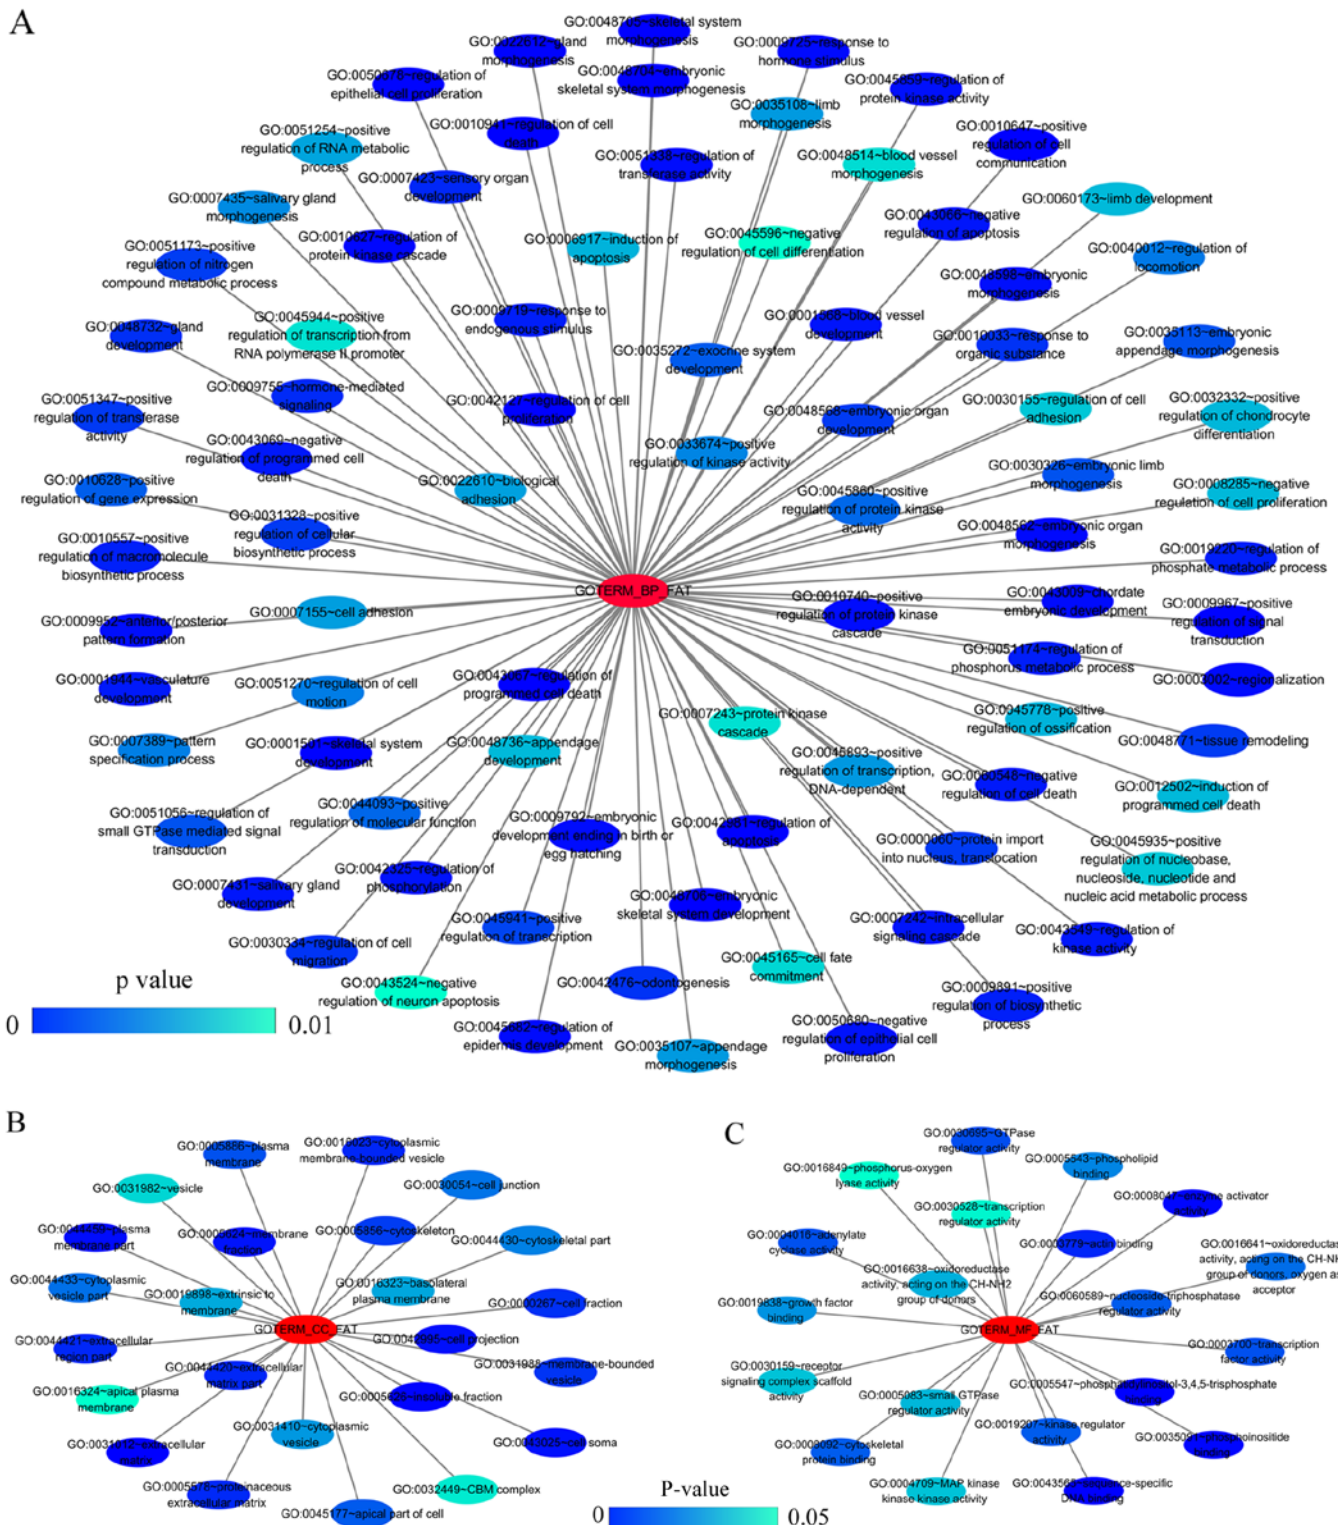 A
GO:0048705~skeletal system
morphogenesis
GO:0022612~gland
morphogenesis
GO:0009725~response to
hormone stimulus
GO:0048704~embryonic
skeletal system morphogenesis
GO:0050678~regulation of
epithelial cell proliferation
GO:0045859~regulation of
protein kinase activity
GO:0035108~limb
morphogenesis
GO:0010941~regulation of cell
death
GO:0051254~positive
regulation of RNA metabolic
process
GO:0010647~positive
regulation of cell
communication
GO:0051338~regulation of
transferase activity
GO:0048514~blood vessel
morphogenesis
GO:0007423~sensory organ
development
GO:0060173~limb development
GO:0007435~salivary gland
morphogenesis
GO:0043066~negative
regulation of apoptosis
GO:0045596~negative
regulation of cell differentiation
GO:0010627~regulation of
protein kinase cascade
GO:0006917~induction of
apoptosis
GO:0040012~regulation of
locomotion
GO:0051173~positive
regulation of nitrogen
compound metabolic process
GO:0048598~embryonic
morphogenesis
GO:0009719~response to
endogenous stimulus
GO:0001568~blood vessel
development
GO:0045944~positive
regulation of transcription from
RNA polymerase II promoter
GO:0048732~gland
development
GO:0010033~response to
organic substance
GO:0035113~embryonic
appendage morphogenesis
GO:0035272~exocrine system
development
GO:0009755~hormone-mediated
signaling
GO:0042127~regulation of cell
proliferation
GO:0030155~regulation of cell
adhesion
GO:0032332~positive
regulation of chondrocyte
differentiation
GO:0051347~positive
regulation of transferase
activity
GO:0048568~embryonic organ
development
GO:0043069~negative
regulation of programmed cell
death
GO:0033674~positive
regulation of kinase activity
GO:0030326~embryonic limb
morphogenesis
GO:0010628~positive
regulation of gene expression
GO:0022610~biological
adhesion
GO:0008285~negative
regulation of cell proliferation
GO:0045860~positive
regulation of protein kinase
activity
GO:0031328~positive
regulation of cellular
biosynthetic process
GO:0048562~embryonic organ
morphogenesis
GO:0010557~positive
regulation of macromolecule
biosynthetic process
GO:0019220~regulation of
phosphate metabolic process
GOTERM_BP_FAT
GO:0043009~chordate
embryonic development
GO:0010740~positive
regulation of protein kinase
cascade
GO:0009967~positive
regulation of signal
transduction
GO:0007155~cell adhesion
GO:0009952~anterior/posterior
pattern formation
GO:0051174~regulation of
phosphorus metabolic process
GO:0003002~regionalization
GO:0001944~vasculature
development
GO:0051270~regulation of cell
motion
GO:0043067~regulation of
programmed cell death
GO:0007243~protein kinase
cascade
GO:0045778~positive
regulation of ossification
GO:0048771~tissue remodeling
GO:0007389~pattern
specification process
GO:0001501~skeletal system
development
GO:0048736~appendage
development
GO:0045893~positive
regulation of transcription,
DNA-dependent
GO:0060548~negative
regulation of cell death
GO:0012502~induction of
programmed cell death
GO:0051056~regulation of
small GTPase mediated signal
transduction
GO:0044093~positive
regulation of molecular function
GO:0009792~embryonic
development ending in birth or
egg hatching
GO:0042981~regulation of
apoptosis
GO:0000060~protein import
into nucleus, translocation
GO:0045935~positive
regulation of nucleobase,
nucleoside, nucleotide and
nucleic acid metabolic process
GO:0007431~salivary gland
development
GO:0042325~regulation of
phosphorylation
GO:0048706~embryonic
skeletal system development
GO:0045941~positive
regulation of transcription
GO:0007242~intracellular
signaling cascade
GO:0043549~regulation of
kinase activity
GO:0030334~regulation of cell
migration
GO:0045165~cell fate
commitment
GO:0043524~negative
regulation of neuron apoptosis
GO:0042476~odontogenesis
GO:0009891~positive
regulation of biosynthetic
process
GO:0045682~regulation of
epidermis development
GO:0035107~appendage
morphogenesis
GO:0050680~negative
regulation of epithelial cell
proliferation
p value
0
0.01
B
GO:0005886~plasma
membrane
GO:0016023~cytoplasmic
membrane-bounded vesicle
GO:0031982~vesicle
GO:0030054~cell junction
GO:0044459~plasma
membrane part
GO:0005624~membrane
fraction
GO:0005856~cytoskeleton
GO:0044430~cytoskeletal part
GO:0044433~cytoplasmic
vesicle part
GO:0019898~extrinsic to
membrane
GO:0016323~basolateral
plasma membrane
GO:0000267~cell fraction
GOTERM_CC_FAT
GO:0044421~extracellular
region part
GO:0042995~cell projection
GO:0044420~extracellular
matrix part
GO:0031988~membrane-bounded
vesicle
GO:0016324~apical plasma
membrane
GO:0005626~insoluble fraction
GO:0031410~cytoplasmic
vesicle
GO:0031012~extracellular
matrix
GO:0043025~cell soma
GO:0005578~proteinaceous
extracellular matrix
GO:0032449~CBM complex
GO:0045177~apical part of cell
C
GO:0030695~GTPase
regulator activity
GO:0005543~phospholipid
binding
GO:0016849~phosphorus-oxygen
lyase activity
GO:0008047~enzyme activator
activity
GO:0030528~transcription
regulator activity
GO:0004016~adenylate
cyclase activity
GO:0003779~actin binding
GO:0016641~oxidoreductas
activity, acting on the CH-NH
group of donors, oxygen as
acceptor
GO:0016638~oxidoreductase
activity, acting on the CH-NH2
group of donors
GO:0019838~growth factor
binding
GO:0060589~nucleoside-triphosphatase
regulator activity
GOTERM_MF_FAT
GO:0003700~transcription
factor activity
GO:0030159~receptor
signaling complex scaffold
activity
GO:0005547~phosphatidylinositol-3,4,5-trisphosphate
binding
GO:0005083~small GTPase
regulator activity
GO:0019207~kinase regulator
activity
GO:0035091~phosphoinositide
binding
GO:0008092~cytoskeletal
protein binding
GO:0004709~MAP kinase
kinase kinase activity
GO:0043565~sequence-specific
DNA binding
P-value
0
0.05